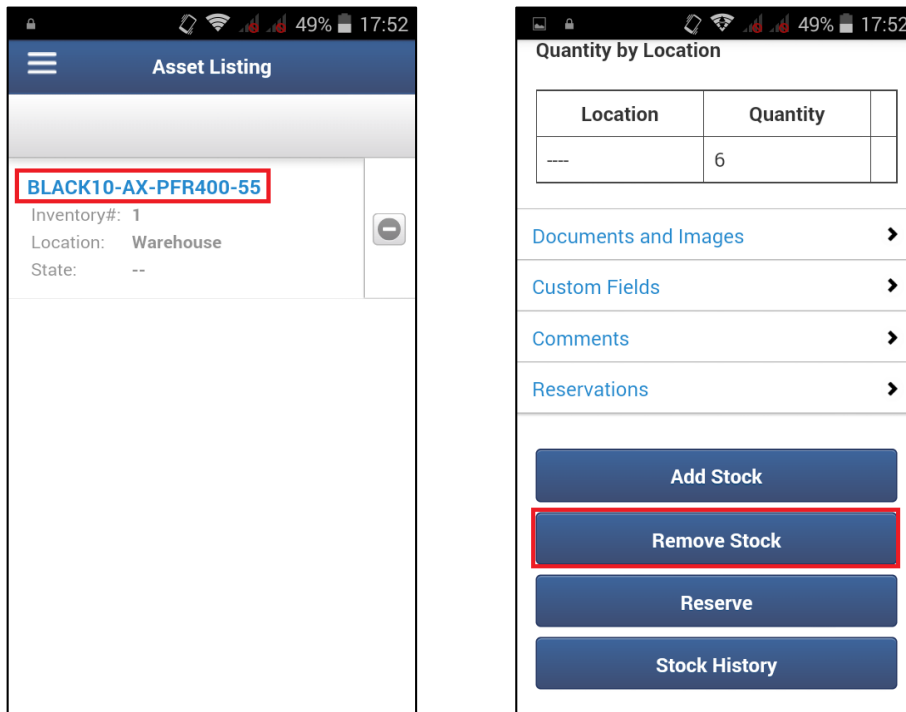 49% 17:52
Asset Listing
BLACK10-AX-PFR400-55
Inventory#: 1
Location: Warehouse
State: --
49% 17:52
Quantity by Location
Location Quantity
---- 6
Documents and Images
Custom Fields
Comments
Reservations
Add Stock
Remove Stock
Reserve
Stock History